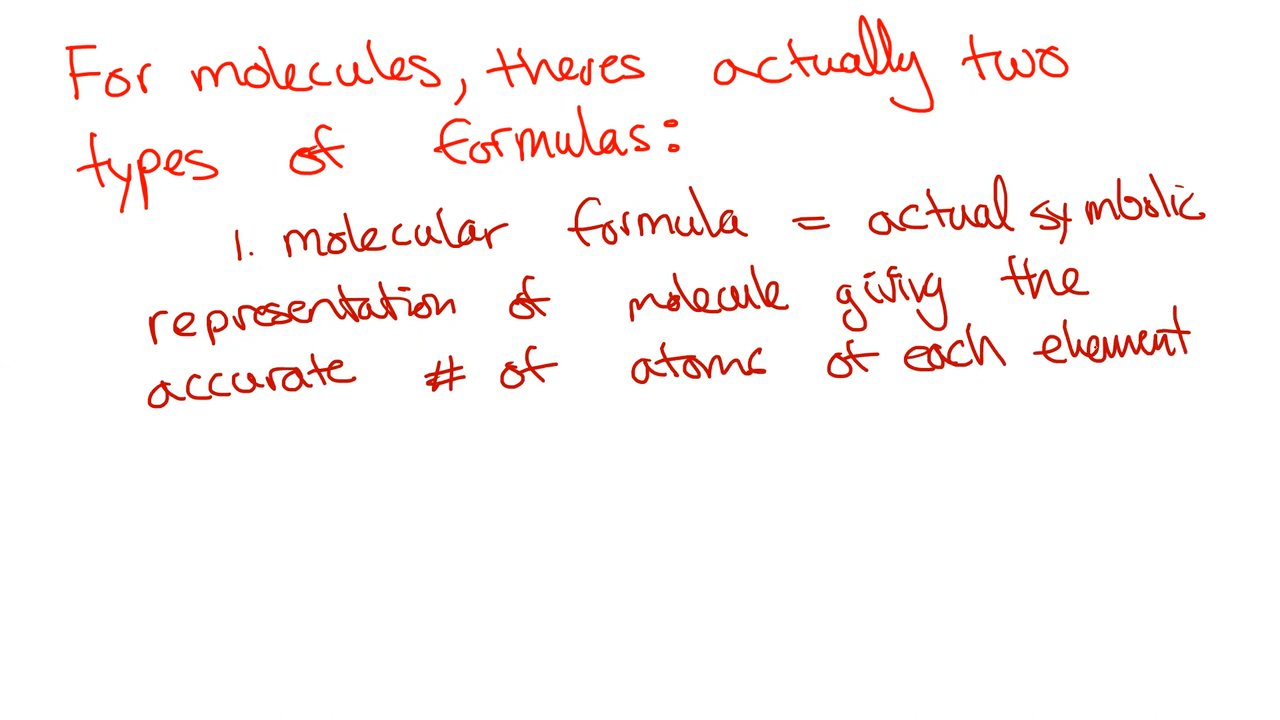 For molecules, theres actually two
types of formulas:
1. molecular formula = actual symbolic
representation of molecule giving the
accurate # of atoms of each element